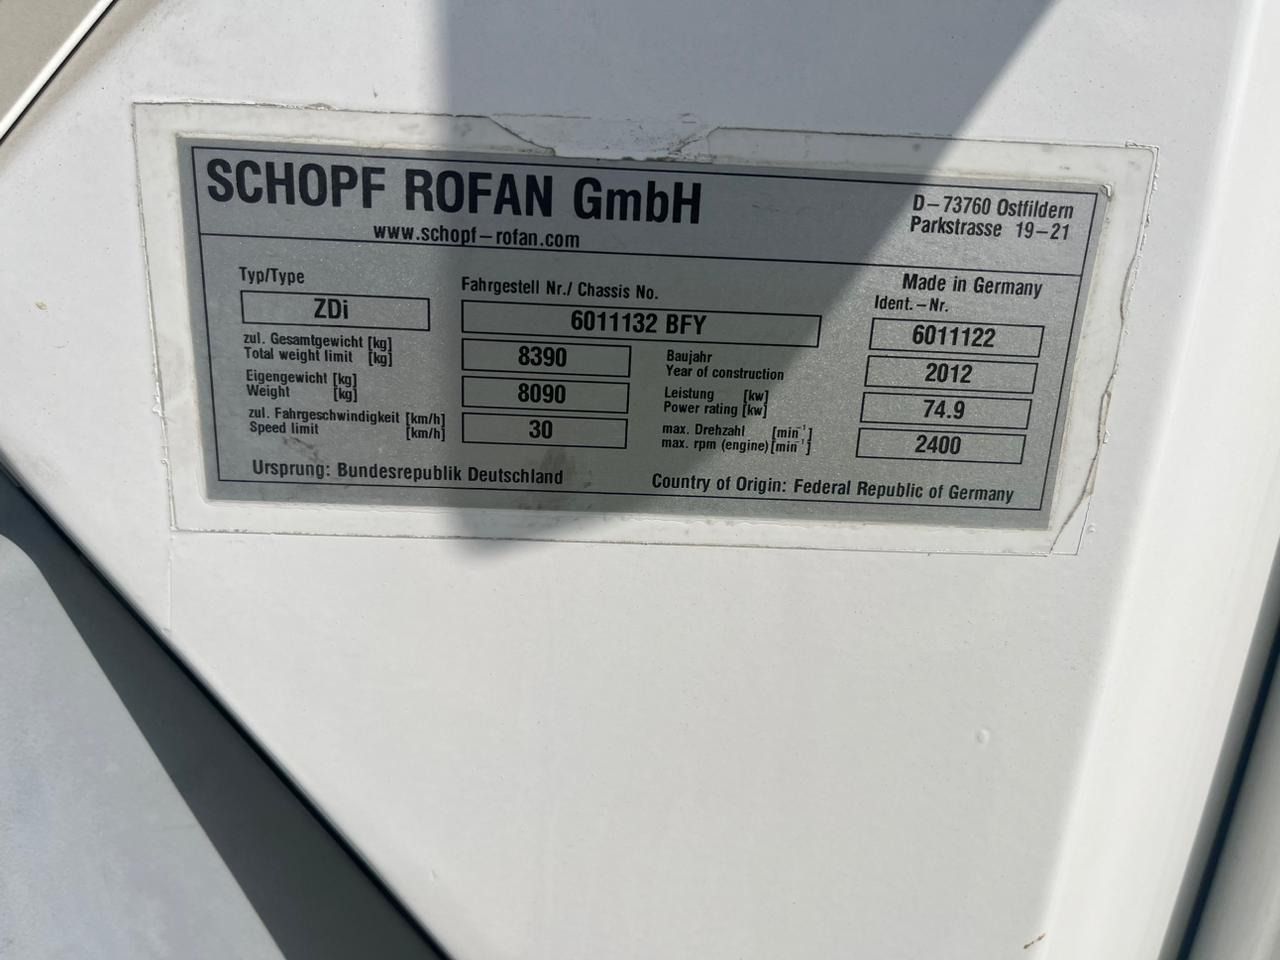 SCHOPF ROFAN GmbH
www.schopf-rofan.com
D-73760 Ostfildern
Parkstrasse 19-21
Typ/Type
ZDi
Fahrgestell Nr./ Chassis No.
6011132 BFY
Made in Germany
Ident.-Nr.
6011122
zul. Gesamtgewicht [kg]
Total weight limit [kg]
8390
Baujahr
Year of construction
2012
Eigengewicht [kg]
Weight [kg]
8090
Leistung [kw]
Power rating [kw]
74.9
zul. Fahrgeschwindigkeit [km/h]
Speed limit [km/h]
30
max. Drehzahl [min⁻¹]
max. rpm (engine) [min⁻¹]
2400
Ursprung: Bundesrepublik Deutschland
Country of Origin: Federal Republic of Germany